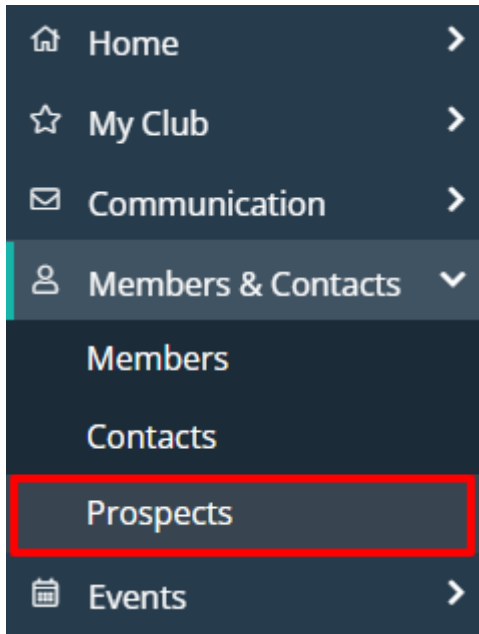 Home
My Club
Communication
Members & Contacts
Members
Contacts
Prospects
Events